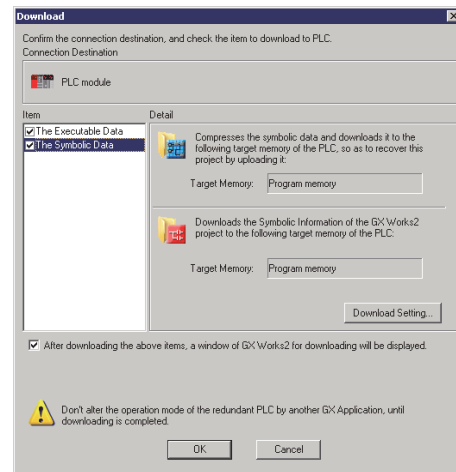 Download
Confirm the connection destination, and check the item to download to PLC.
Connection Destination
PLC module
Item
Detail
The Executable Data
The Symbolic Data
Compresses the symbolic data and downloads it to the
following target memory of the PLC, so as to recover this
project by uploading it:
Target Memory:
Program memory
Downloads the Symbolic Information of the GX Works2
project to the following target memory of the PLC:
Target Memory:
Program memory
Download Setting...
After downloading the above items, a window of GX Works2 for downloading will be displayed.
Don't alter the operation mode of the redundant PLC by another GX Application, until
downloading is completed.
OK
Cancel